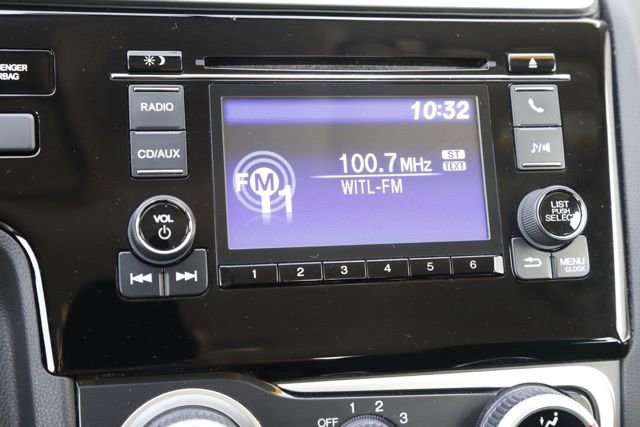 ENGER
RBAG
RADIO
CD/AUX
VOL
10:32
FM 1
100.7 MHz
ST
TEXT
WITL-FM
LIST
PUSH
SELECT
MENU
CLOCK
1 2 3 4 5 6
OFF 1 2 3